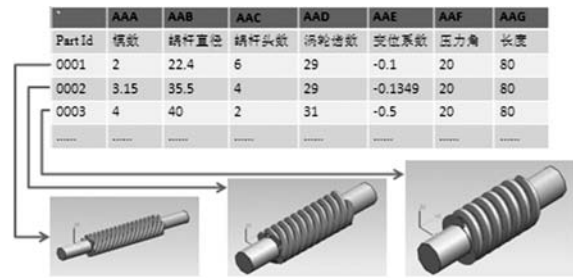 * AAA AAB AAC AAD AAE AAF AAG
Part Id 模数 蜗杆直径 蜗杆头数 涡轮齿数 变位系数 压力角 长度
0001 2 22.4 6 29 -0.1 20 80
0002 3.15 35.5 4 29 -0.1349 20 80
0003 4 40 2 31 -0.5 20 80
...... ...... ...... ...... ...... ...... ...... ......